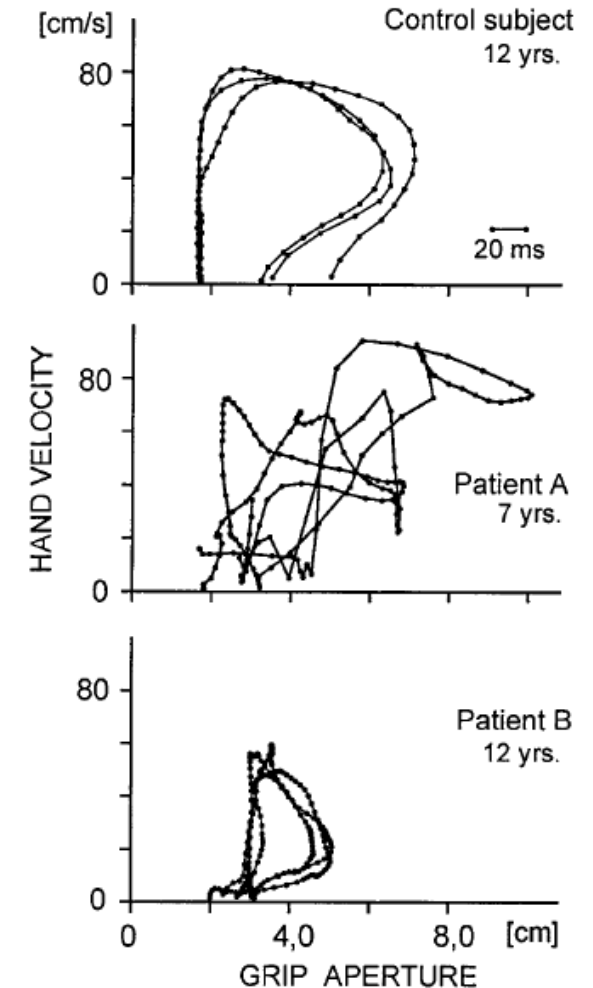 [cm/s]
Control subject
12 yrs.
80
20 ms
0
HAND VELOCITY
80
Patient A
7 yrs.
0
80
Patient B
12 yrs.
0
0 4,0 8,0 [cm]
GRIP APERTURE